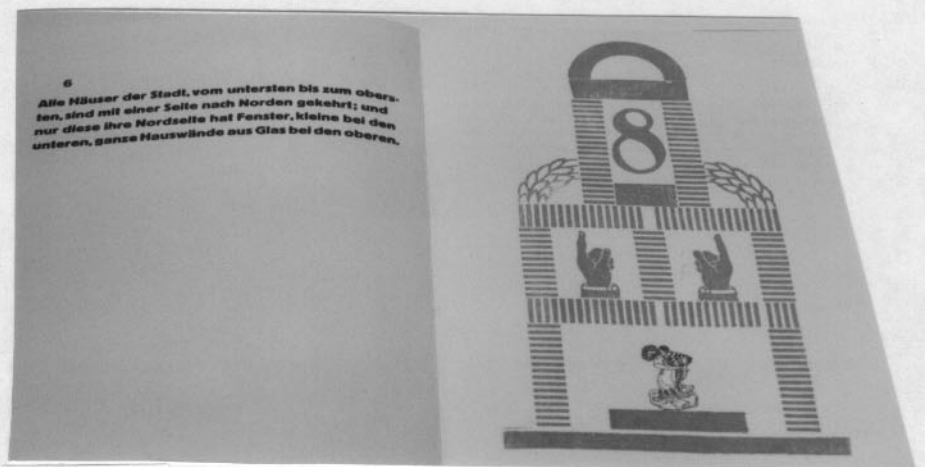 6
Alle Häuser der Stadt, vom untersten bis zum obers-
ten, sind mit einer Seite nach Norden gekehrt; und
nur diese ihre Nordseite hat Fenster, kleine bei den
unteren, ganze Hauswände aus Glas bei den oberen.
8